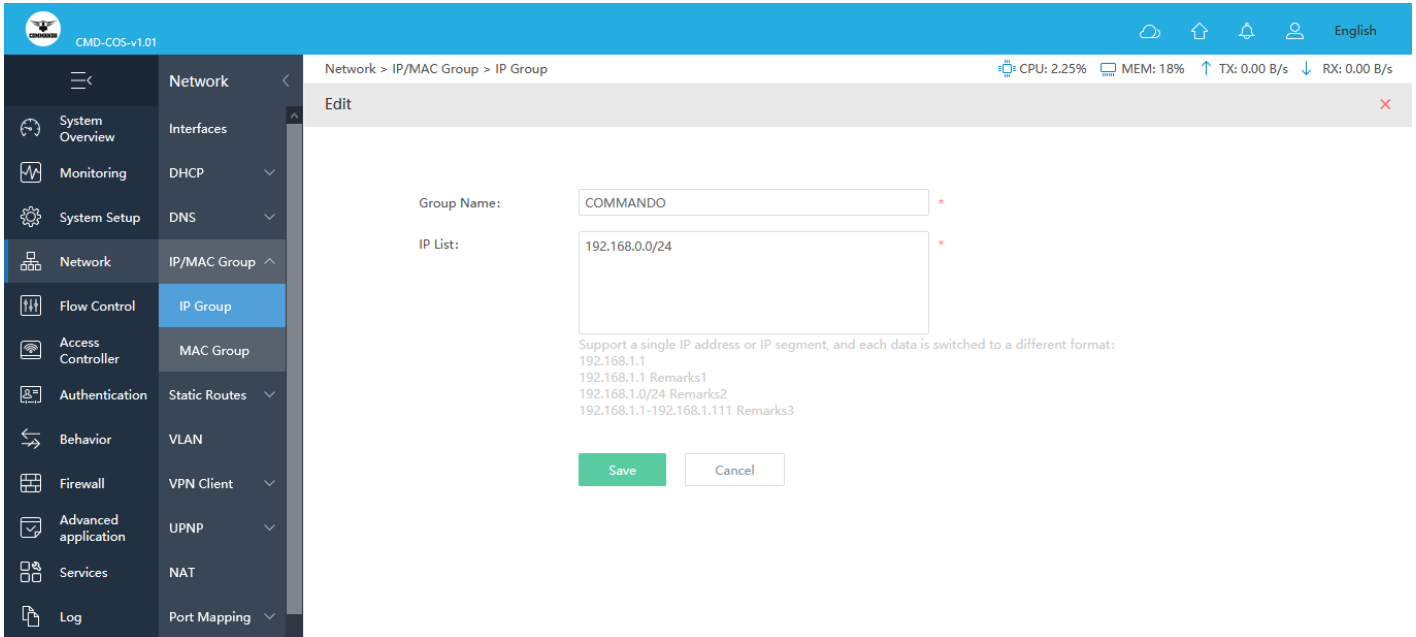 COMMANDO
CMD-COS-v1.01
English
Network
Network > IP/MAC Group > IP Group
CPU: 2.25% MEM: 18% TX: 0.00 B/s RX: 0.00 B/s
Edit
System
Overview
Monitoring
System Setup
Network
Flow Control
Access
Controller
Authentication
Behavior
Firewall
Advanced
application
Services
Log
Interfaces
DHCP
DNS
IP/MAC Group
IP Group
MAC Group
Static Routes
VLAN
VPN Client
UPNP
NAT
Port Mapping
Group Name: COMMANDO *
IP List: 192.168.0.0/24 *
Support a single IP address or IP segment, and each data is switched to a different format:
192.168.1.1
192.168.1.1 Remarks1
192.168.1.0/24 Remarks2
192.168.1.1-192.168.1.111 Remarks3
Save Cancel